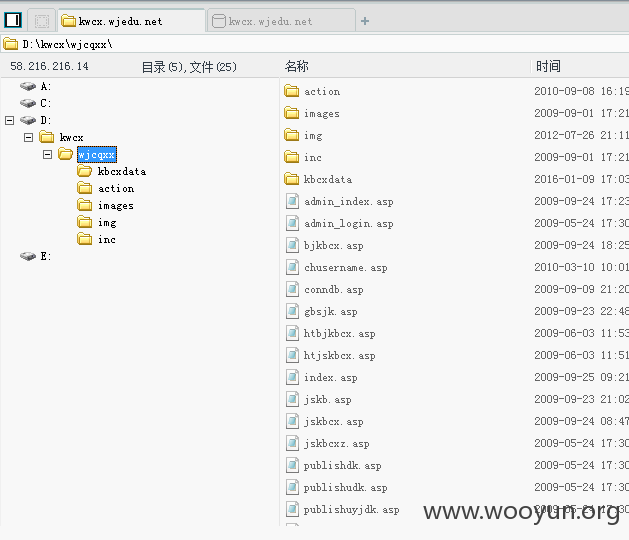 kwcx.wjedu.net kwcx.wjedu.net
D:\kwcx\wjcqxx\
58.216.216.14 目录(5),文件(25) 名称 时间
A:
C:
D:
kwcx
wjcqxx
kbcxdata
action
images
img
inc
E:
action 2010-09-08 16:19
images 2009-09-01 17:21
img 2012-07-26 21:11
inc 2009-09-01 17:21
kbcxdata 2016-01-09 17:03
admin_index.asp 2009-09-24 17:23
admin_login.asp 2009-05-24 17:30
bjkbcx.asp 2009-09-24 18:25
chusername.asp 2010-03-10 10:01
conndb.asp 2009-09-09 21:20
gbsjk.asp 2009-09-23 22:48
htbjkbcx.asp 2009-06-03 11:53
htjskbcx.asp 2009-06-03 11:51
index.asp 2009-09-25 09:21
jskb.asp 2009-09-23 21:02
jskbcx.asp 2009-09-24 08:47
jskbcxz.asp 2009-05-24 17:30
publishdk.asp 2009-05-24 17:30
publishudk.asp 2009-05-24 17:30
publishuyjdk.asp 2009-05-24 17:30
www.wooyun.org